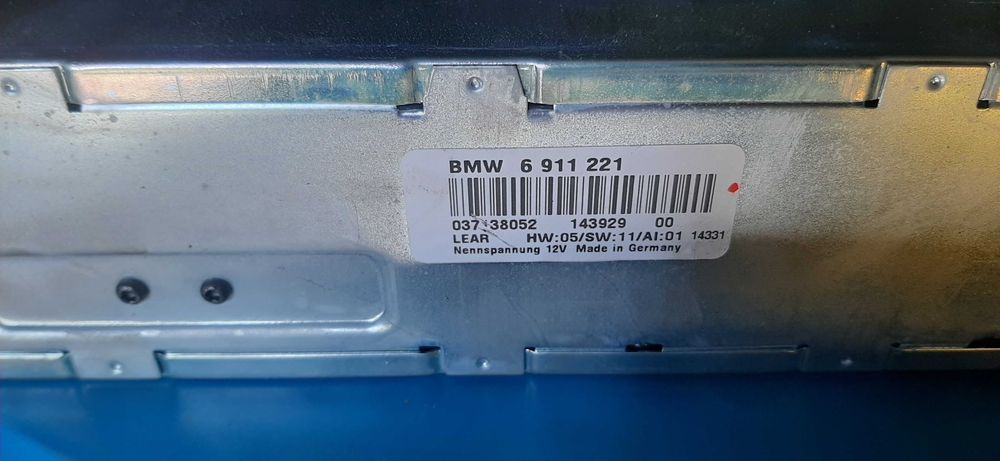 BMW 6 911 221
037 38052 143929 00
LEAR HW:05/SW:11/AI:01 14331
Nennspannung 12V Made in Germany